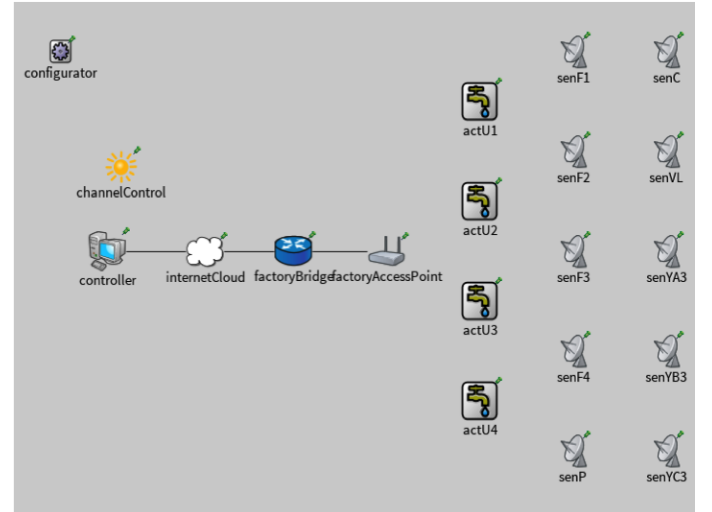 configurator
channelControl
controller
internetCloud
factoryBridge
factoryAccessPoint
actU1
actU2
actU3
actU4
senF1
senC
senF2
senVL
senF3
senYA3
senF4
senYB3
senP
senYC3